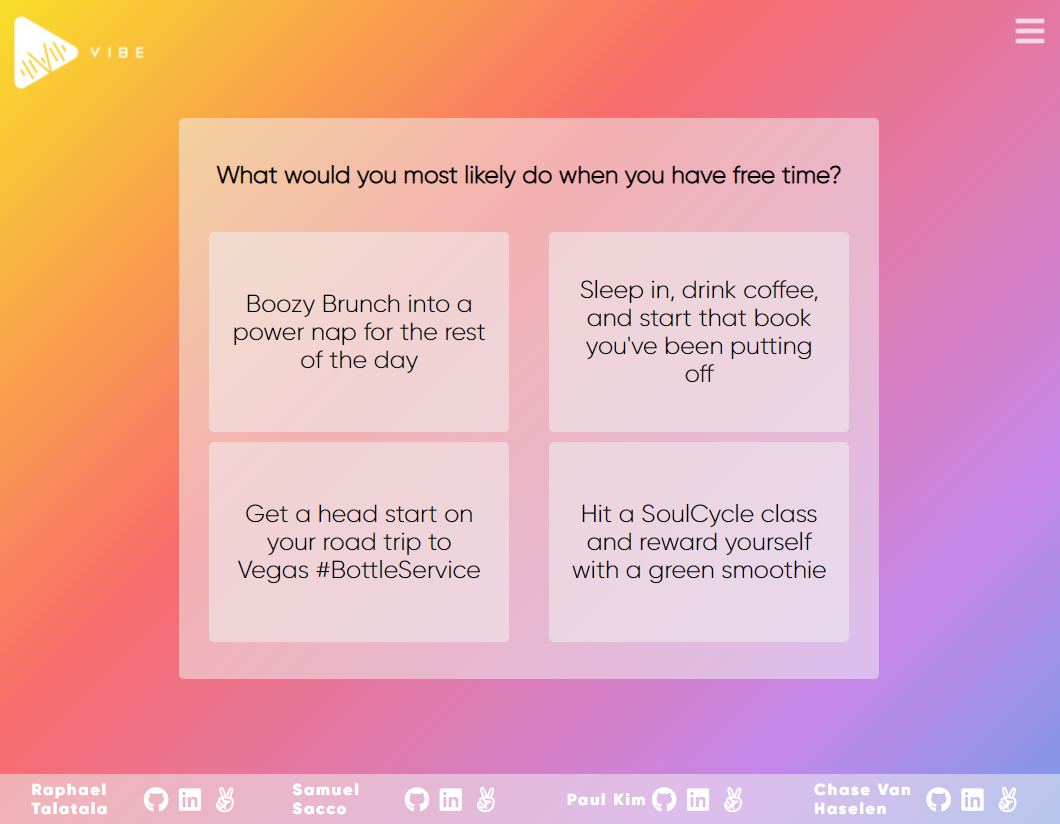 VIBE
What would you most likely do when you have free time?
Boozy Brunch into a
power nap for the rest
of the day
Sleep in, drink coffee,
and start that book
you've been putting
off
Get a head start on
your road trip to
Vegas #BottleService
Hit a SoulCycle class
and reward yourself
with a green smoothie
Raphael
Talatala
in
Samuel
Sacco
in
Paul Kim
in
Chase Van
Haselen
in